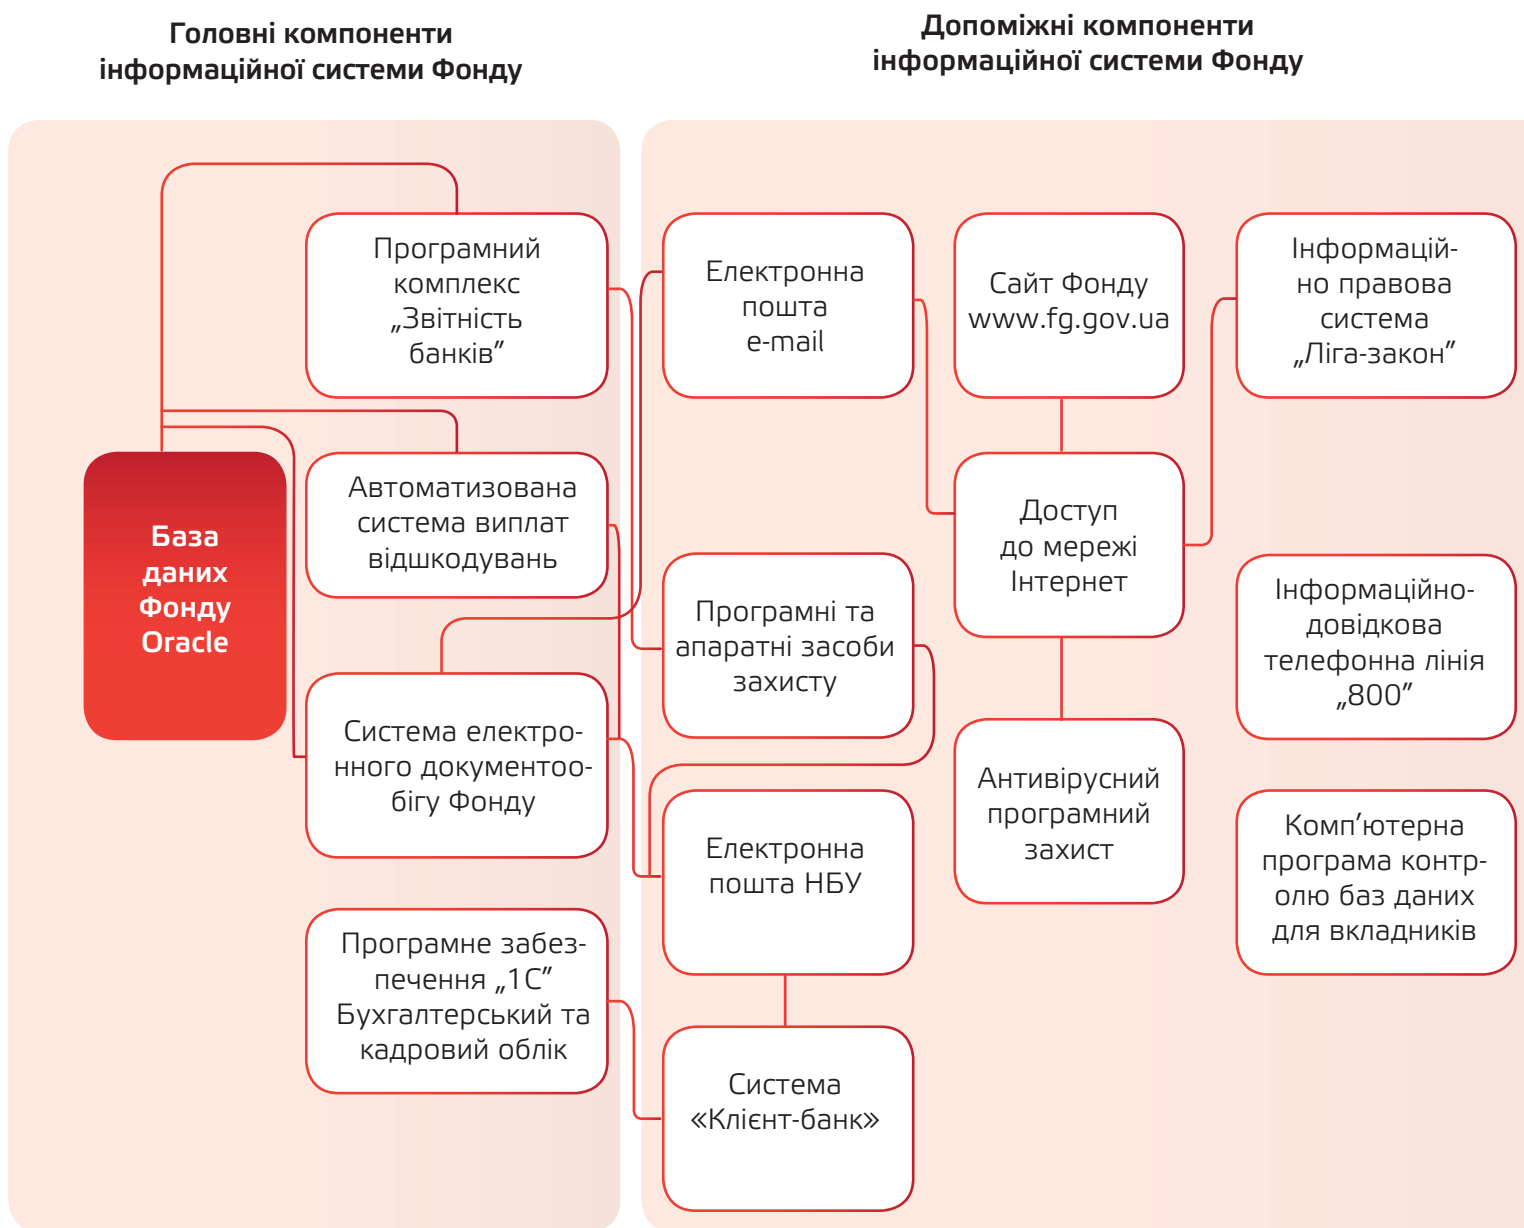 Головні компоненти
інформаційної системи Фонду
Допоміжні компоненти
інформаційної системи Фонду
Програмний
комплекс
„Звітність
банків”
Автоматизована
система виплат
відшкодувань
База
даних
Фонду
Oracle
Система електро-
нного документоо-
бігу Фонду
Програмне забез-
печення „1С”
Бухгалтерський та
кадровий облік
Електронна
пошта
e-mail
Програмні та
апаратні засоби
захисту
Електронна
пошта НБУ
Система
«Клієнт-банк»
Сайт Фонду
www.fg.gov.ua
Доступ
до мережі
Інтернет
Антивірусний
програмний
захист
Інформацій-
но правова
система
„Ліга-закон”
Інформаційно-
довідкова
телефонна лінія
„800”
Комп’ютерна
програма контр-
олю баз даних
для вкладників